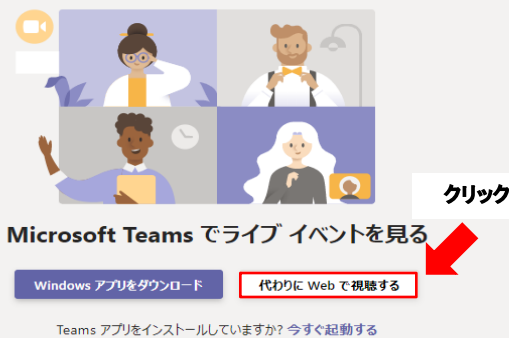 クリック
Microsoft Teams でライブ イベントを見る
Windows アプリをダウンロード
代わりに Web で視聴する
Teams アプリをインストールしていますか? 今すぐ起動する